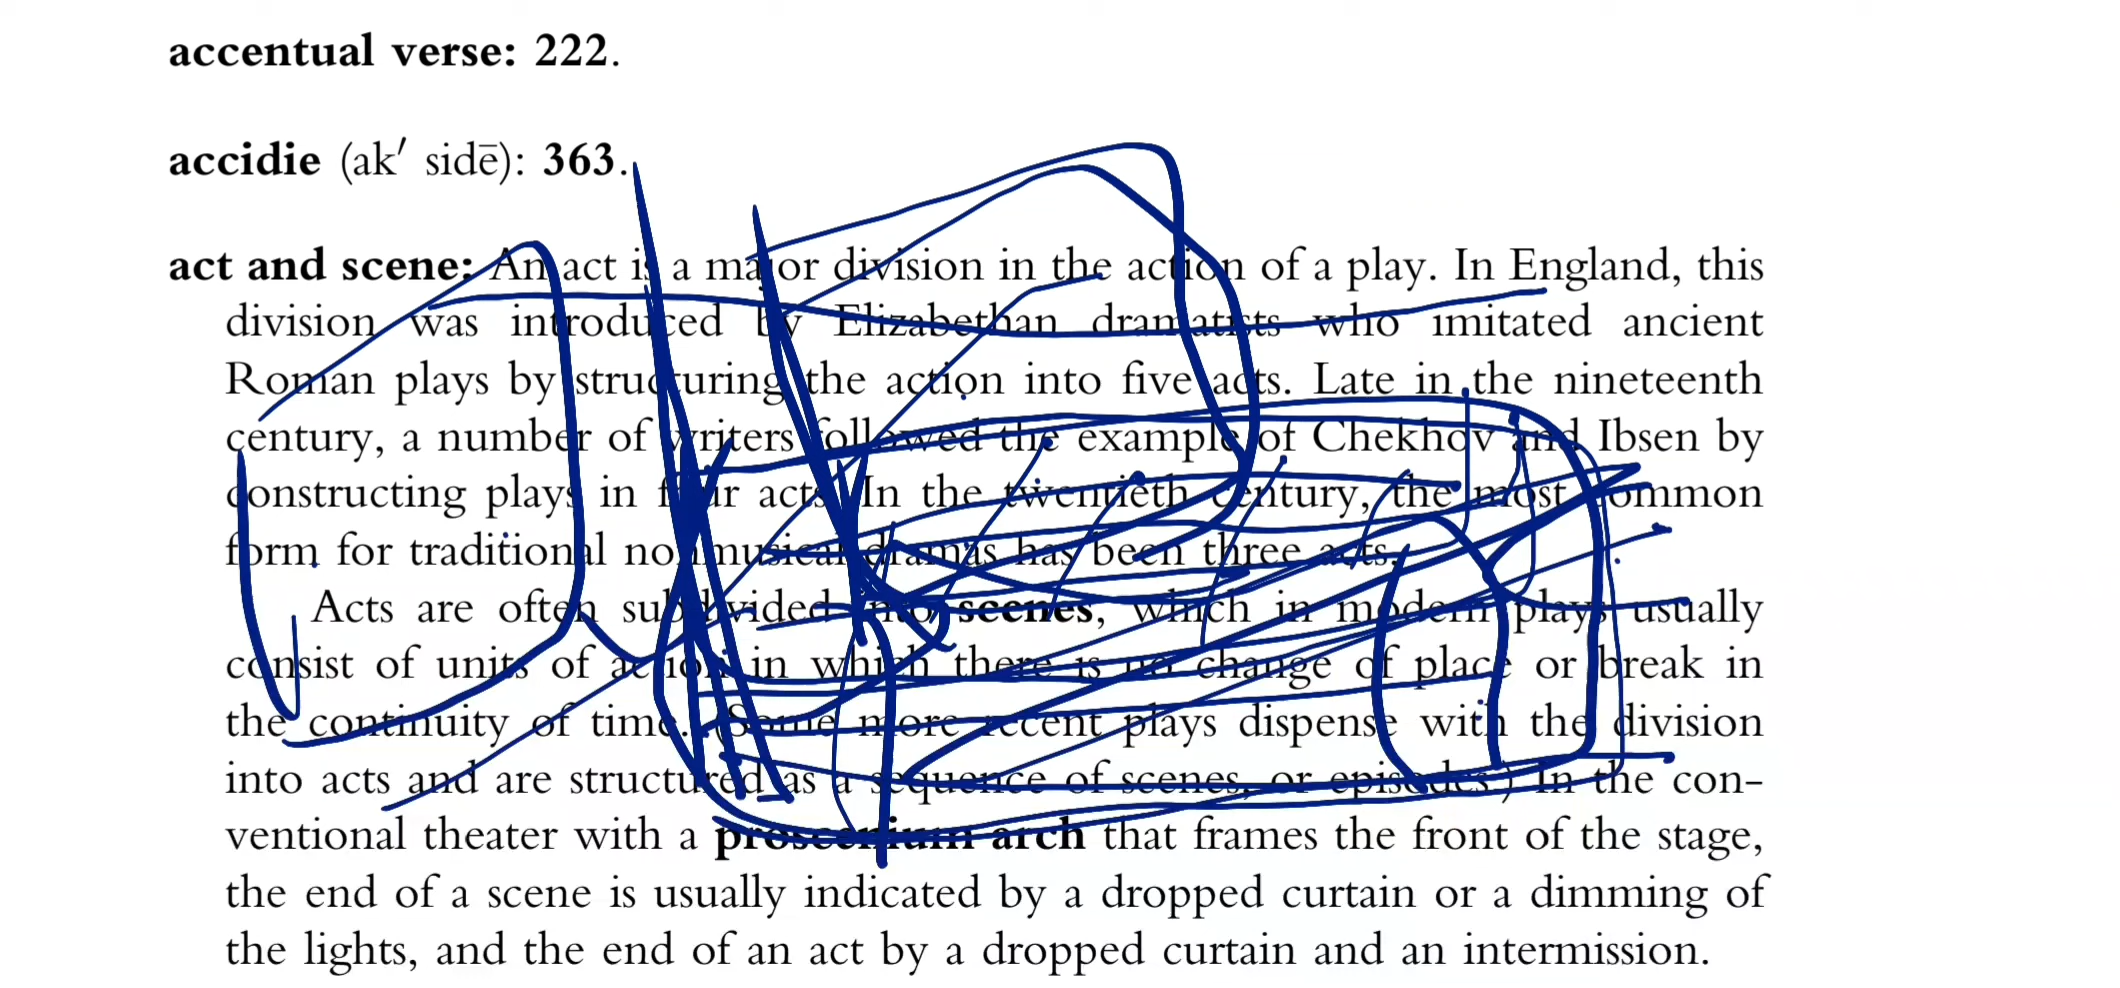 accentual verse: 222.
accidie (ak′ sidē): 363.
act and scene: An act is a major division in the action of a play. In England, this
division was introduced by Elizabethan dramatists who imitated ancient
Roman plays by structuring the action into five acts. Late in the nineteenth
century, a number of writers followed the example of Chekhov and Ibsen by
constructing plays in four acts. In the twentieth century, the most common
form for traditional nonmusical dramas has been three acts.
Acts are often subdivided into scenes, which in modern plays usually
consist of units of action in which there is no change of place or break in
the continuity of time. (Some more recent plays dispense with the division
into acts and are structured as a sequence of scenes, or episodes.) In the con-
ventional theater with a proscenium arch that frames the front of the stage,
the end of a scene is usually indicated by a dropped curtain or a dimming of
the lights, and the end of an act by a dropped curtain and an intermission.